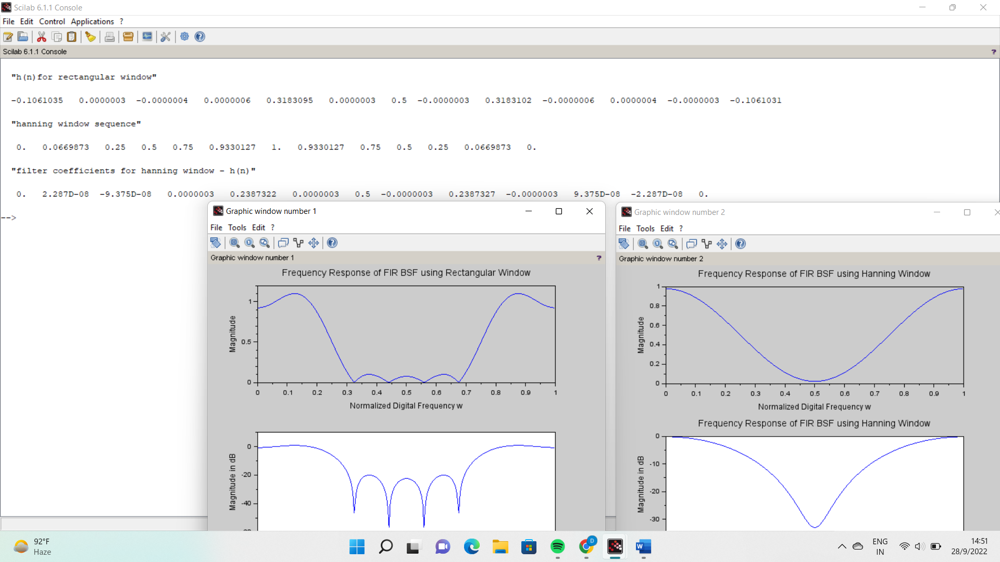 Scilab 6.1.1 Console
File Edit Control Applications ?
Scilab 6.1.1 Console ?
"h(n)for rectangular window"
-0.1061035 0.0000003 -0.0000004 0.0000006 0.3183095 0.0000003 0.5 -0.0000003 0.3183102 -0.0000006 0.0000004 -0.0000003 -0.1061031
"hanning window sequence"
0. 0.0669873 0.25 0.5 0.75 0.9330127 1. 0.9330127 0.75 0.5 0.25 0.0669873 0.
"filter coefficients for hanning window - h(n)"
0. 2.287D-08 -9.375D-08 0.0000003 0.2387322 0.0000003 0.5 -0.0000003 0.2387327 -0.0000003 9.375D-08 -2.287D-08 0.
-->
Graphic window number 1
File Tools Edit ?
Graphic window number 1 ?
Frequency Response of FIR BSF using Rectangular Window
Magnitude
1
0.5
0
0 0.1 0.2 0.3 0.4 0.5 0.6 0.7 0.8 0.9 1
Normalized Digital Frequency w
Magnitude in dB
0
-20
-40
Graphic window number 2
File Tools Edit ?
Graphic window number 2
Frequency Response of FIR BSF using Hanning Window
Magnitude
1
0.8
0.6
0.4
0.2
0
0 0.1 0.2 0.3 0.4 0.5 0.6 0.7 0.8 0.9 1
Normalized Digital Frequency w
Frequency Response of FIR BSF using Hanning Window
Magnitude in dB
0
-10
-20
-30
92°F
Haze
D
W
ENG
IN
14:51
28/9/2022